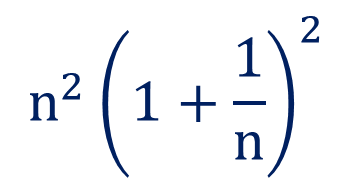 n² (1 + 1/n)²